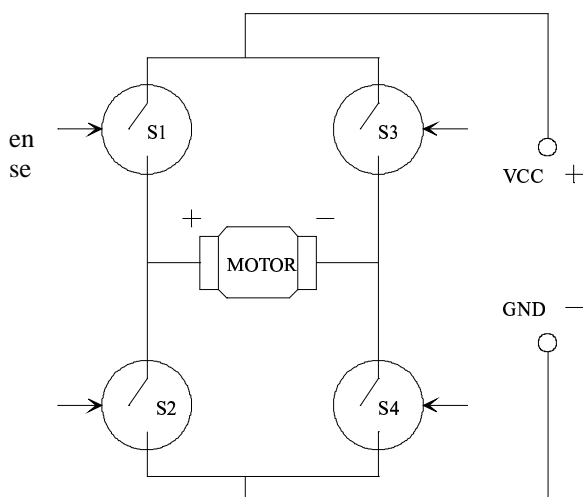 S1
S3
en
se
VCC +
+ −
MOTOR
GND −
S2
S4